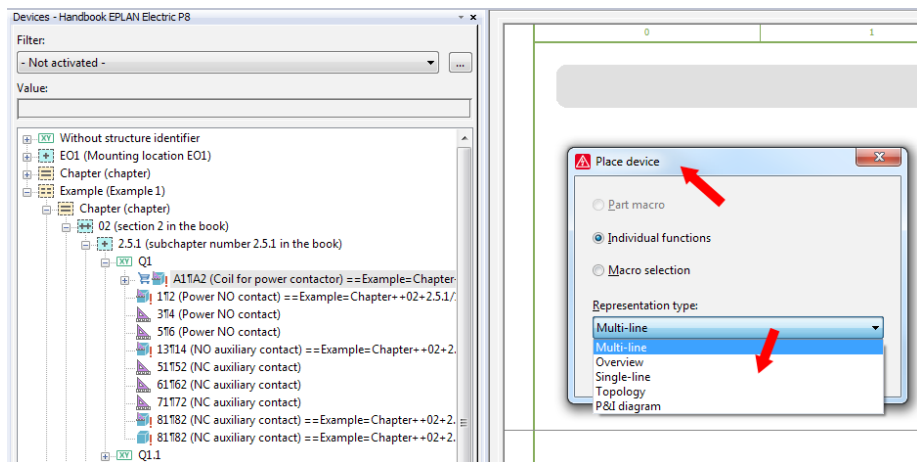 Devices - Handbook EPLAN Electric P8
Filter:
- Not activated -
...
Value:
XY Without structure identifier
EO1 (Mounting location EO1)
Chapter (chapter)
Example (Example 1)
Chapter (chapter)
02 (section 2 in the book)
2.5.1 (subchapter number 2.5.1 in the book)
XY Q1
A1¶A2 (Coil for power contactor) ==Example=Chapter-
1¶2 (Power NO contact) ==Example=Chapter++02+2.5.1/
3¶4 (Power NO contact)
5¶6 (Power NO contact)
13¶14 (NO auxiliary contact) ==Example=Chapter++02+2.
51¶52 (NC auxiliary contact)
61¶62 (NC auxiliary contact)
71¶72 (NC auxiliary contact)
81¶82 (NC auxiliary contact) ==Example=Chapter++02+2.
81¶82 (NC auxiliary contact) ==Example=Chapter++02+2.
XY Q1.1
0 1
Place device
Part macro
Individual functions
Macro selection
Representation type:
Multi-line
Multi-line
Overview
Single-line
Topology
P&I diagram